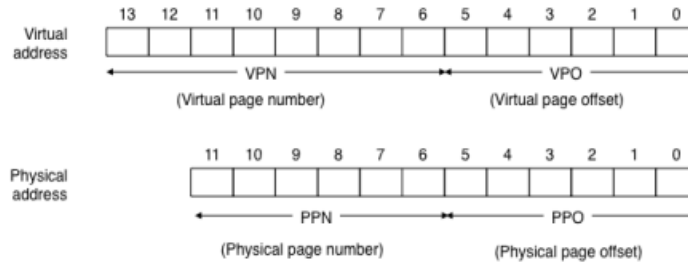 13 12 11 10 9 8 7 6 5 4 3 2 1 0
Virtual
address
VPN VPO
(Virtual page number) (Virtual page offset)
11 10 9 8 7 6 5 4 3 2 1 0
Physical
address
PPN PPO
(Physical page number) (Physical page offset)